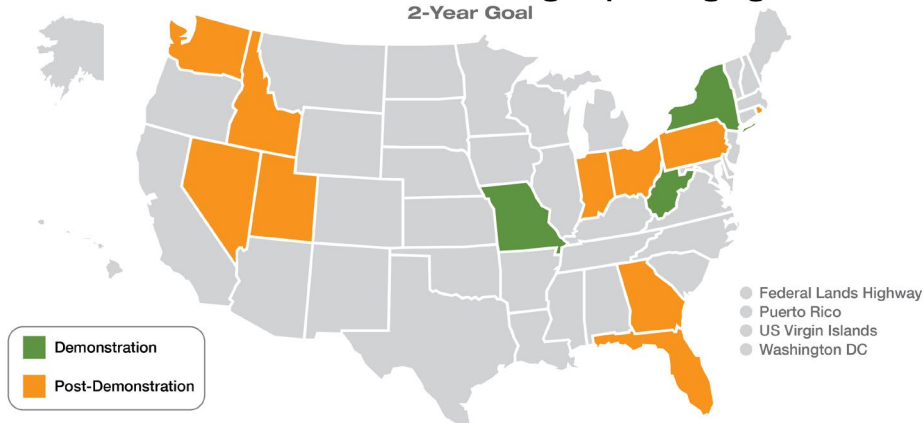 2-Year Goal
Federal Lands Highway
Puerto Rico
US Virgin Islands
Washington DC
Demonstration
Post-Demonstration